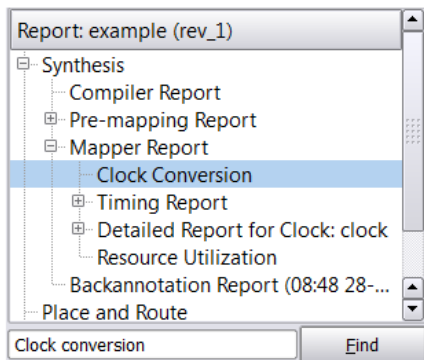 Report: example (rev_1)
Synthesis
Compiler Report
Pre-mapping Report
Mapper Report
Clock Conversion
Timing Report
Detailed Report for Clock: clock
Resource Utilization
Backannotation Report (08:48 28-...
Place and Route
Clock conversion Find